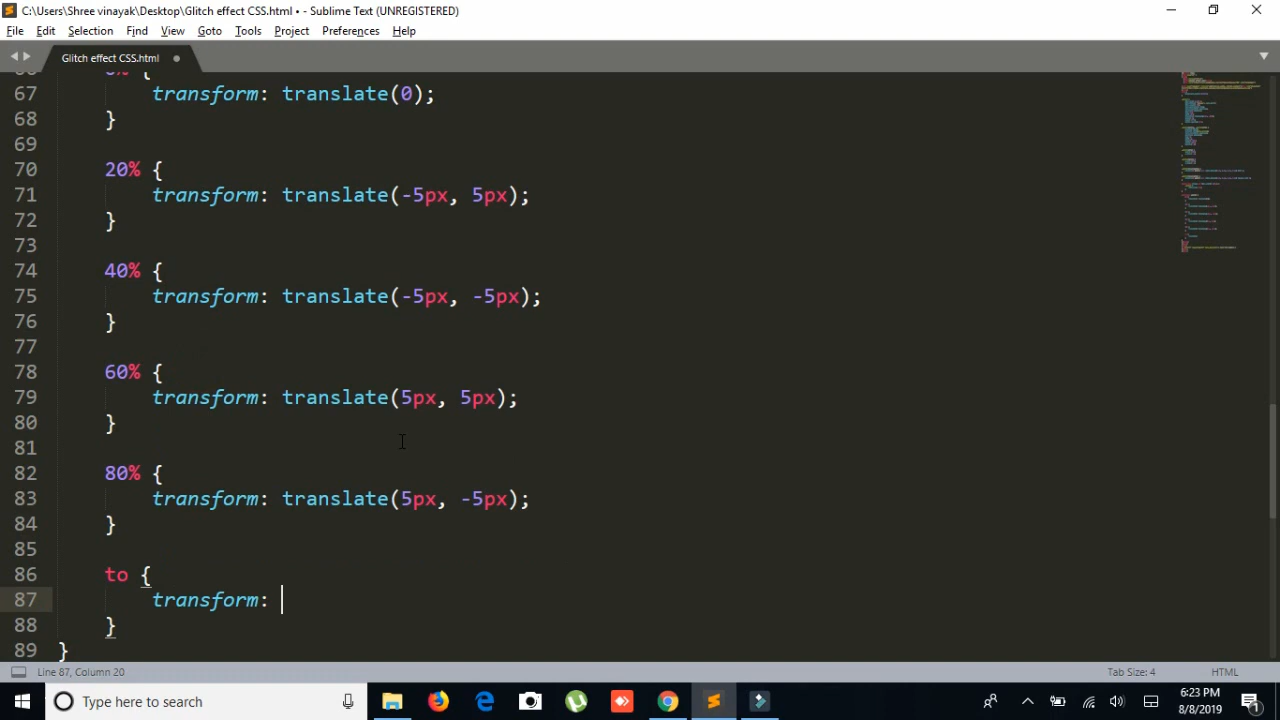 C:\Users\Shree vinayak\Desktop\Glitch effect CSS.html • - Sublime Text (UNREGISTERED)
File Edit Selection Find View Goto Tools Project Preferences Help
Glitch effect CSS.html
67 transform: translate(0);
68 }
69
70 20% {
71 transform: translate(-5px, 5px);
72 }
73
74 40% {
75 transform: translate(-5px, -5px);
76 }
77
78 60% {
79 transform: translate(5px, 5px);
80 }
81
82 80% {
83 transform: translate(5px, -5px);
84 }
85
86 to {
87 transform:
88 }
89 }
Line 87, Column 20 Tab Size: 4 HTML
Type here to search 6:23 PM
8/8/2019 1